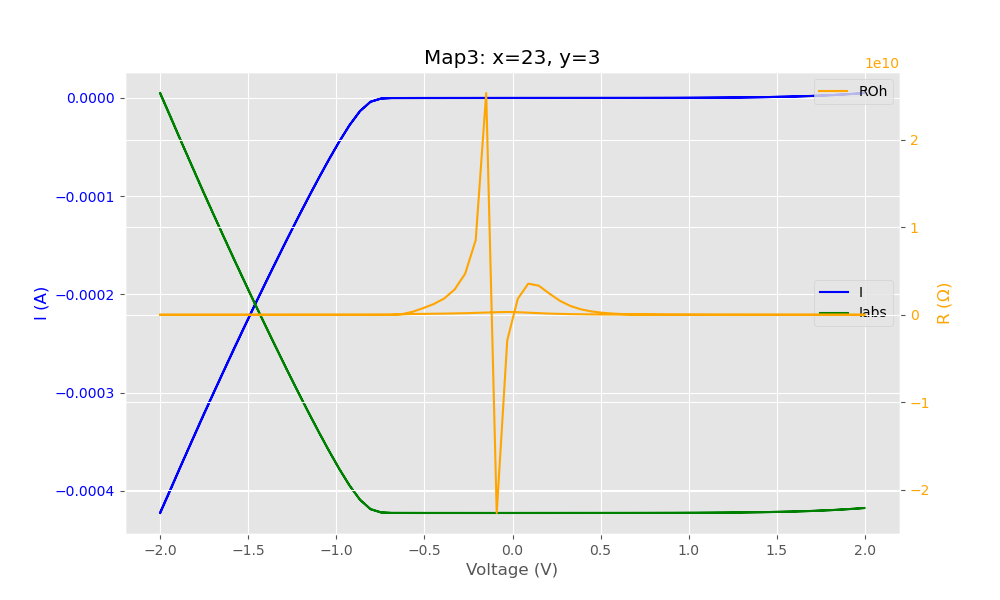 Map3: x=23, y=3
1e10
ROh
I
Iabs
I (A)
0.0000
−0.0001
−0.0002
−0.0003
−0.0004
R (Ω)
2
1
0
−1
−2
−2.0
−1.5
−1.0
−0.5
0.0
0.5
1.0
1.5
2.0
Voltage (V)